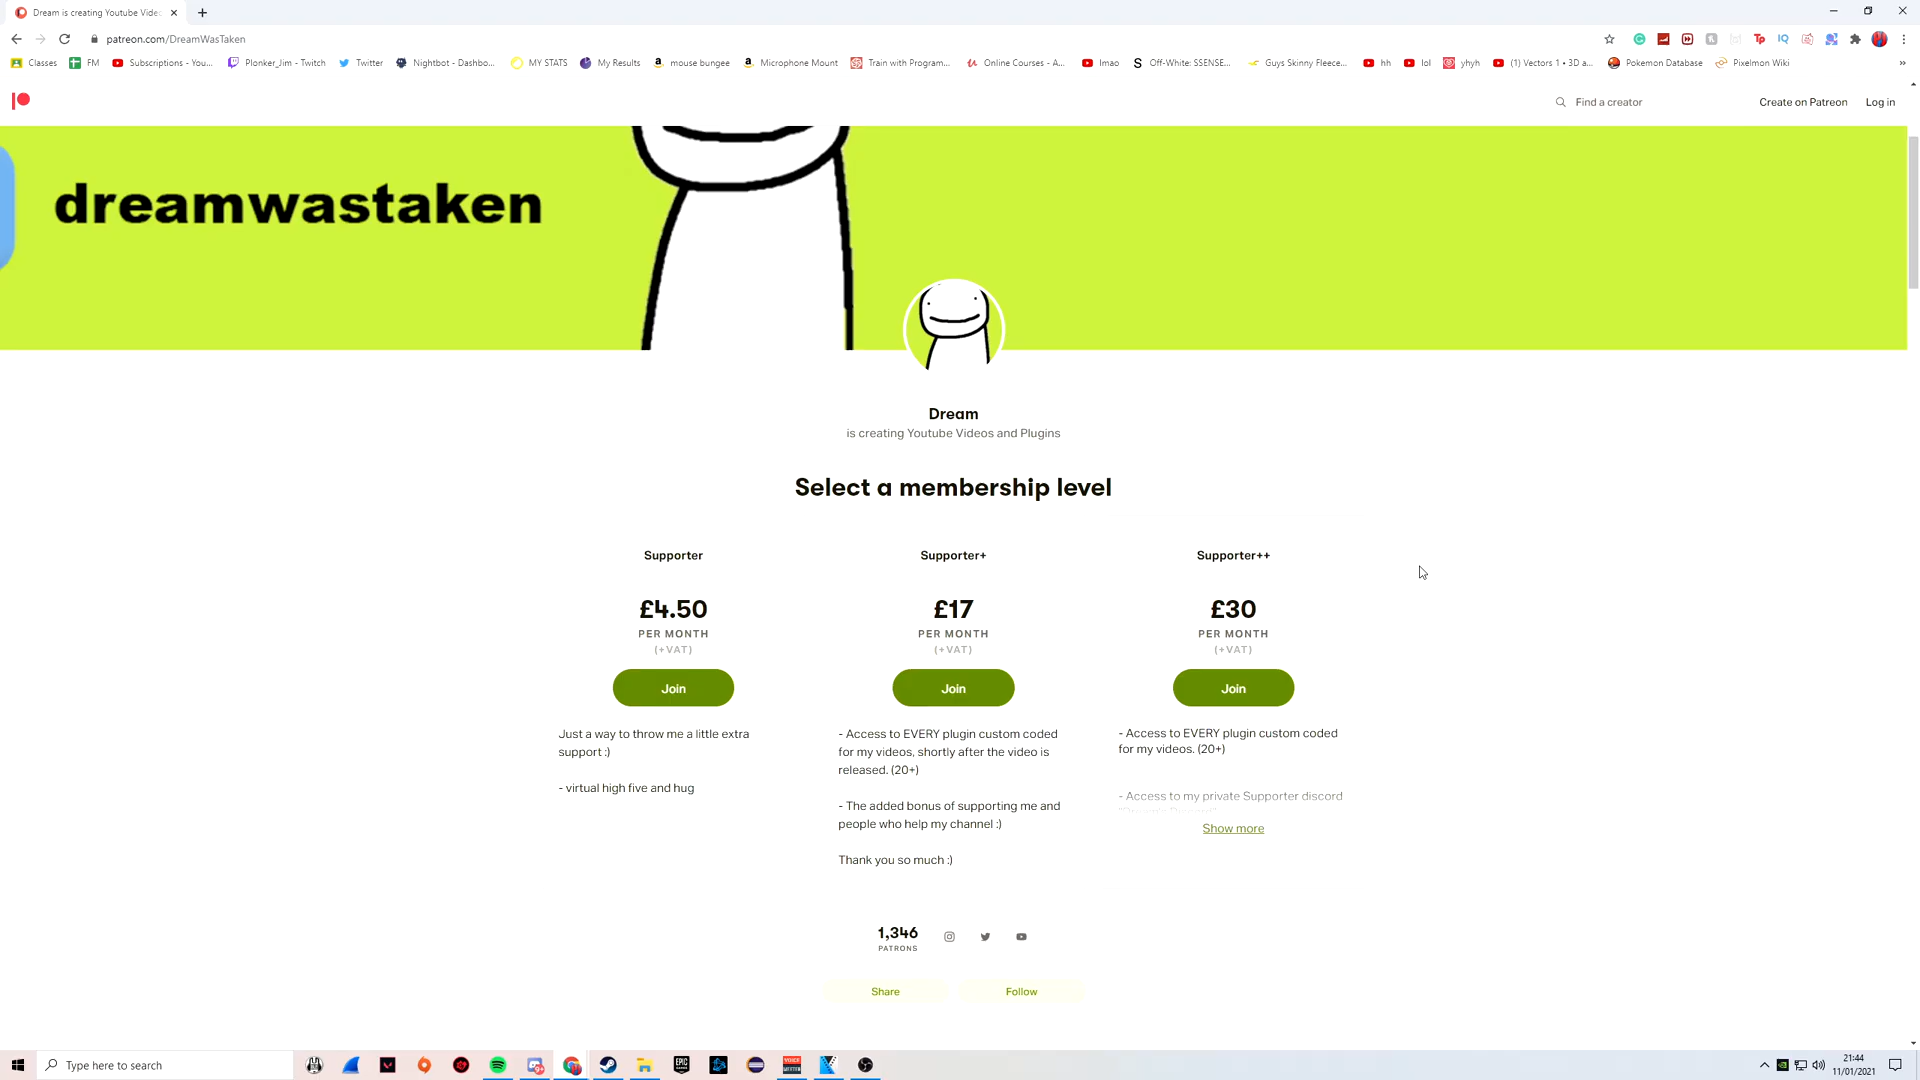 Dream is creating Youtube Vide
patreon.com/DreamWasTaken
Classes
FM
Subscriptions - You...
Plonker_Jim - Twitch
Twitter
Nightbot - Dashbo...
MY STATS
My Results
mouse bungee
Microphone Mount
Train with Program...
Online Courses - A...
lmao
Off-White: SSENSE...
Guys Skinny Fleece...
hh
lol
yhyh
(1) Vectors 1 • 3D a...
Pokemon Database
Pixelmon Wiki
»
Find a creator
Create on Patreon
Log in
dreamwastaken
Dream
is creating Youtube Videos and Plugins
Select a membership level
Supporter
£4.50
PER MONTH
(+VAT)
Join
Just a way to throw me a little extra
support :)
- virtual high five and hug
Supporter+
£17
PER MONTH
(+VAT)
Join
- Access to EVERY plugin custom coded
for my videos, shortly after the video is
released. (20+)
- The added bonus of supporting me and
people who help my channel :)
Thank you so much :)
Supporter++
£30
PER MONTH
(+VAT)
Join
- Access to EVERY plugin custom coded
for my videos. (20+)
- Access to my private Supporter discord
Show more
1,346
PATRONS
Share
Follow
Type here to search
21:44
11/01/2021